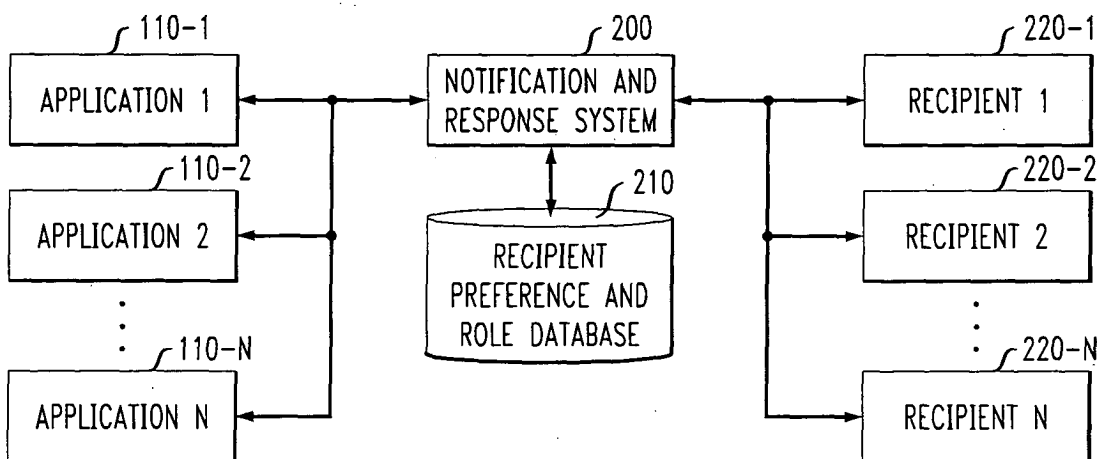 110-1
APPLICATION 1
110-2
APPLICATION 2
110-N
APPLICATION N
200
NOTIFICATION AND
RESPONSE SYSTEM
210
RECIPIENT
PREFERENCE AND
ROLE DATABASE
220-1
RECIPIENT 1
220-2
RECIPIENT 2
220-N
RECIPIENT N